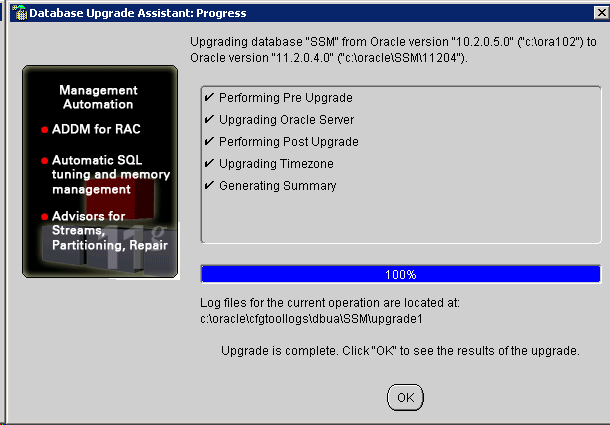 Database Upgrade Assistant: Progress
Upgrading database "SSM" from Oracle version "10.2.0.5.0" ("c:\ora102") to
Oracle version "11.2.0.4.0" ("c:\oracle\SSM\11204").
Management
Automation
ADDM for RAC
Automatic SQL
tuning and memory
management
Advisors for
Streams,
Partitioning, Repair
11g
✔ Performing Pre Upgrade
✔ Upgrading Oracle Server
✔ Performing Post Upgrade
✔ Upgrading Timezone
✔ Generating Summary
100%
Log files for the current operation are located at:
c:\oracle\cfgtoollogs\dbua\SSM\upgrade1
Upgrade is complete. Click "OK" to see the results of the upgrade.
OK